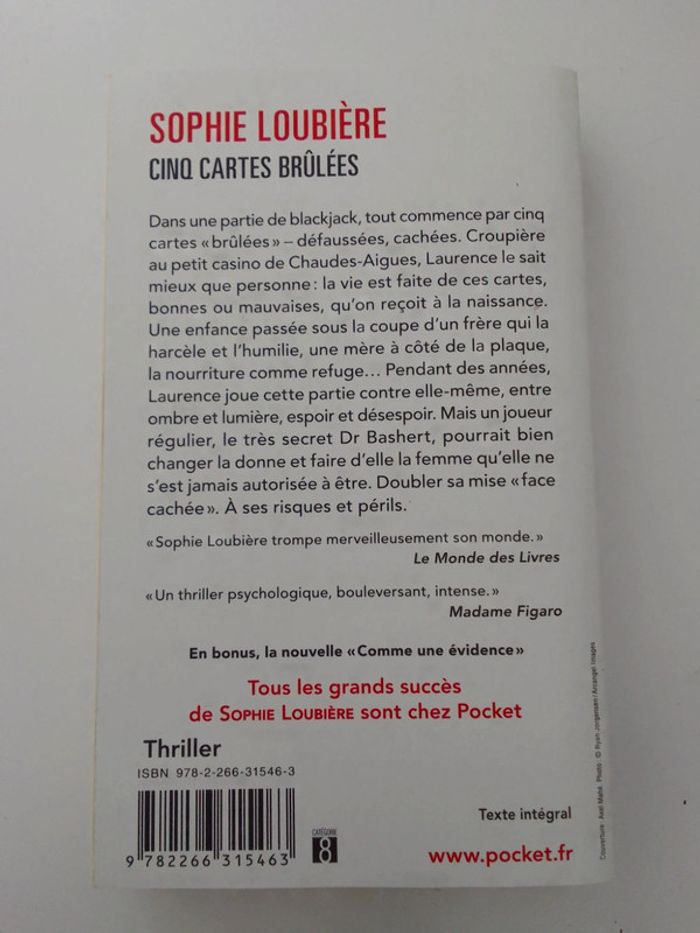 SOPHIE LOUBIÈRE
CINQ CARTES BRÛLÉES
Dans une partie de blackjack, tout commence par cinq
cartes « brûlées » – défaussées, cachées. Croupière
au petit casino de Chaudes-Aigues, Laurence le sait
mieux que personne : la vie est faite de ces cartes,
bonnes ou mauvaises, qu'on reçoit à la naissance.
Une enfance passée sous la coupe d'un frère qui la
harcèle et l'humilie, une mère à côté de la plaque,
la nourriture comme refuge... Pendant des années,
Laurence joue cette partie contre elle-même, entre
ombre et lumière, espoir et désespoir. Mais un joueur
régulier, le très secret Dr Bashert, pourrait bien
changer la donne et faire d'elle la femme qu'elle ne
s'est jamais autorisée à être. Doubler sa mise « face
cachée ». À ses risques et périls.
« Sophie Loubière trompe merveilleusement son monde. »
Le Monde des Livres
« Un thriller psychologique, bouleversant, intense. »
Madame Figaro
En bonus, la nouvelle « Comme une évidence »
Tous les grands succès
de SOPHIE LOUBIÈRE sont chez Pocket
Thriller
ISBN 978-2-266-31546-3
9 782266 315463
CATÉGORIE
8
Texte intégral
www.pocket.fr
Couverture : Axel Mahé. Photo : © Ryan Jorgensen / Arcangel Images